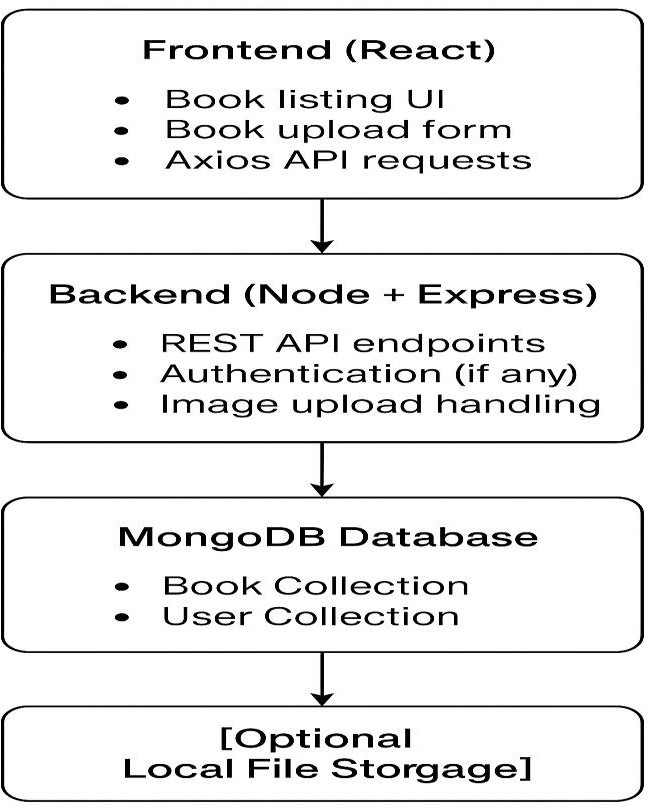 Frontend (React)
• Book listing UI
• Book upload form
• Axios API requests
Backend (Node + Express)
• REST API endpoints
• Authentication (if any)
• Image upload handling
MongoDB Database
• Book Collection
• User Collection
[Optional
Local File Storgage]